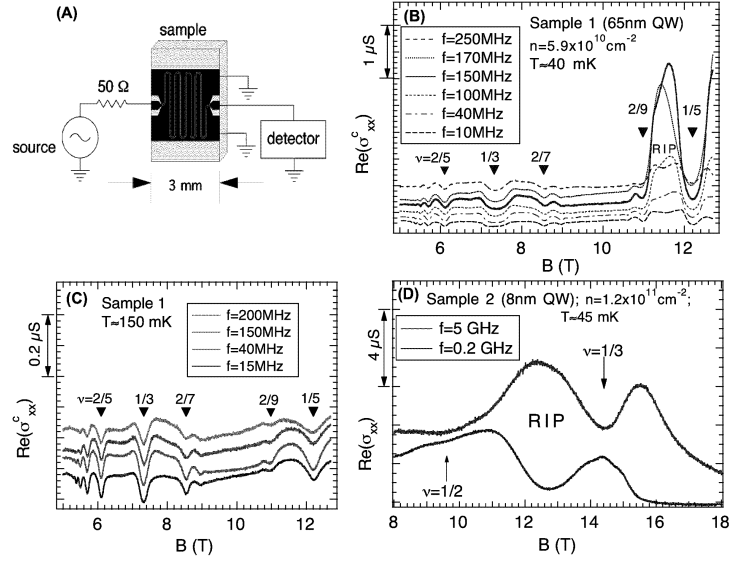 (A)
sample
50 Ω
source
detector
3 mm
(B)
Sample 1 (65nm QW)
n=5.9x10¹⁰cm⁻²
T≈40 mK
f=250MHz
f=170MHz
f=150MHz
f=100MHz
f=40MHz
f=10MHz
1 μS
Re(σᶜxx)
2/9
1/5
RIP
ν=2/5
1/3
2/7
6
8
10
12
B (T)
(C)
Sample 1
T≈150 mK
f=200MHz
f=150MHz
f=40MHz
f=15MHz
0.2 μS
Re(σᶜxx)
ν=2/5
1/3
2/7
2/9
1/5
6
8
10
12
B (T)
(D)
Sample 2 (8nm QW); n=1.2x10¹¹cm⁻²;
T≈45 mK
f=5 GHz
f=0.2 GHz
4 μS
Re(σxx)
ν=1/3
RIP
ν=1/2
8
10
12
14
16
18
B (T)